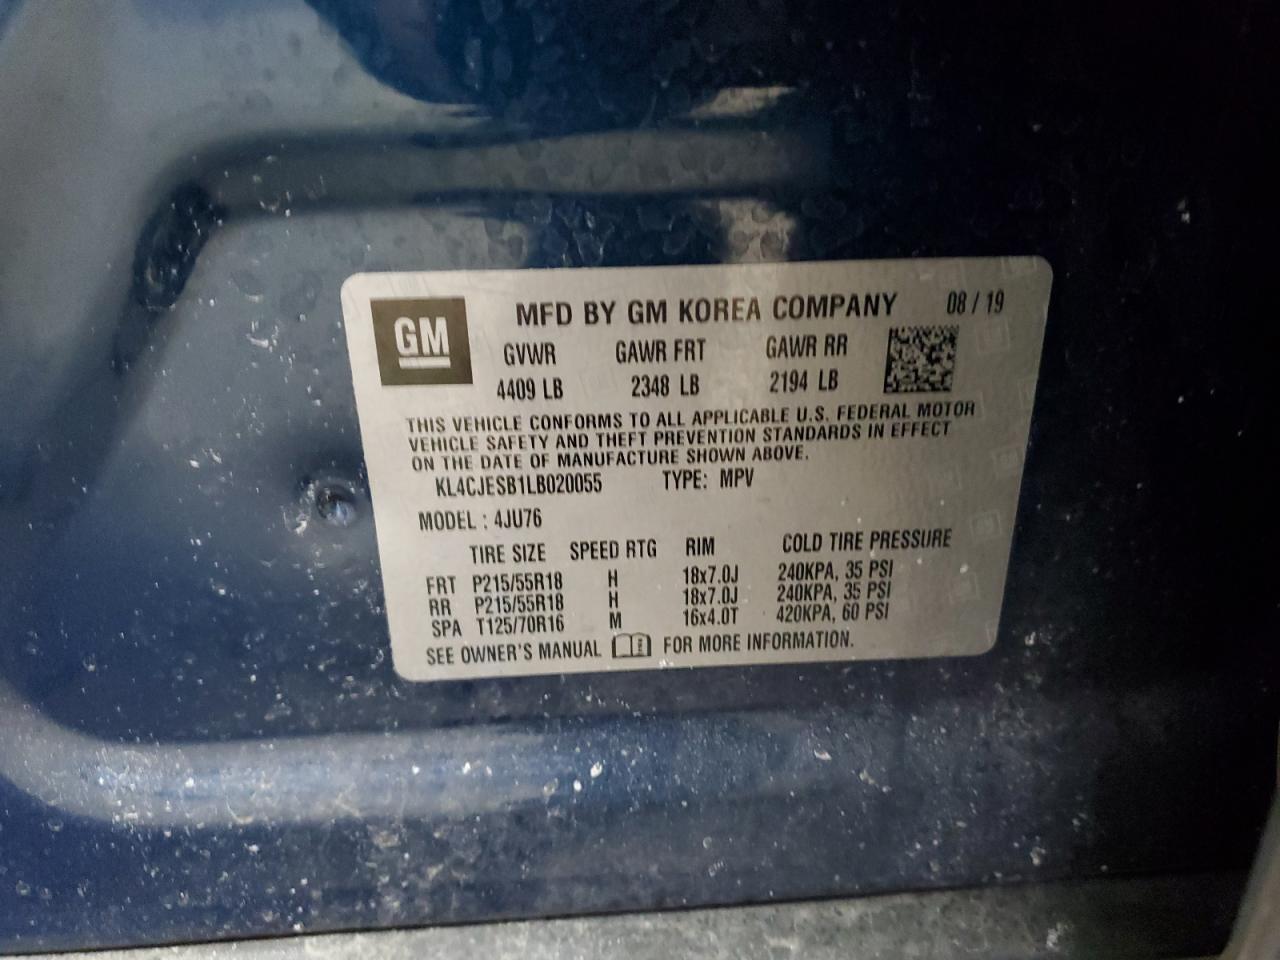 GM
MFD BY GM KOREA COMPANY 08 / 19
GVWR GAWR FRT GAWR RR
4409 LB 2348 LB 2194 LB
THIS VEHICLE CONFORMS TO ALL APPLICABLE U.S. FEDERAL MOTOR
VEHICLE SAFETY AND THEFT PREVENTION STANDARDS IN EFFECT
ON THE DATE OF MANUFACTURE SHOWN ABOVE.
KL4CJESB1LB020055 TYPE: MPV
MODEL : 4JU76
TIRE SIZE SPEED RTG RIM COLD TIRE PRESSURE
FRT P215/55R18 H 18x7.0J 240KPA, 35 PSI
RR P215/55R18 H 18x7.0J 240KPA, 35 PSI
SPA T125/70R16 M 16x4.0T 420KPA, 60 PSI
SEE OWNER'S MANUAL FOR MORE INFORMATION.